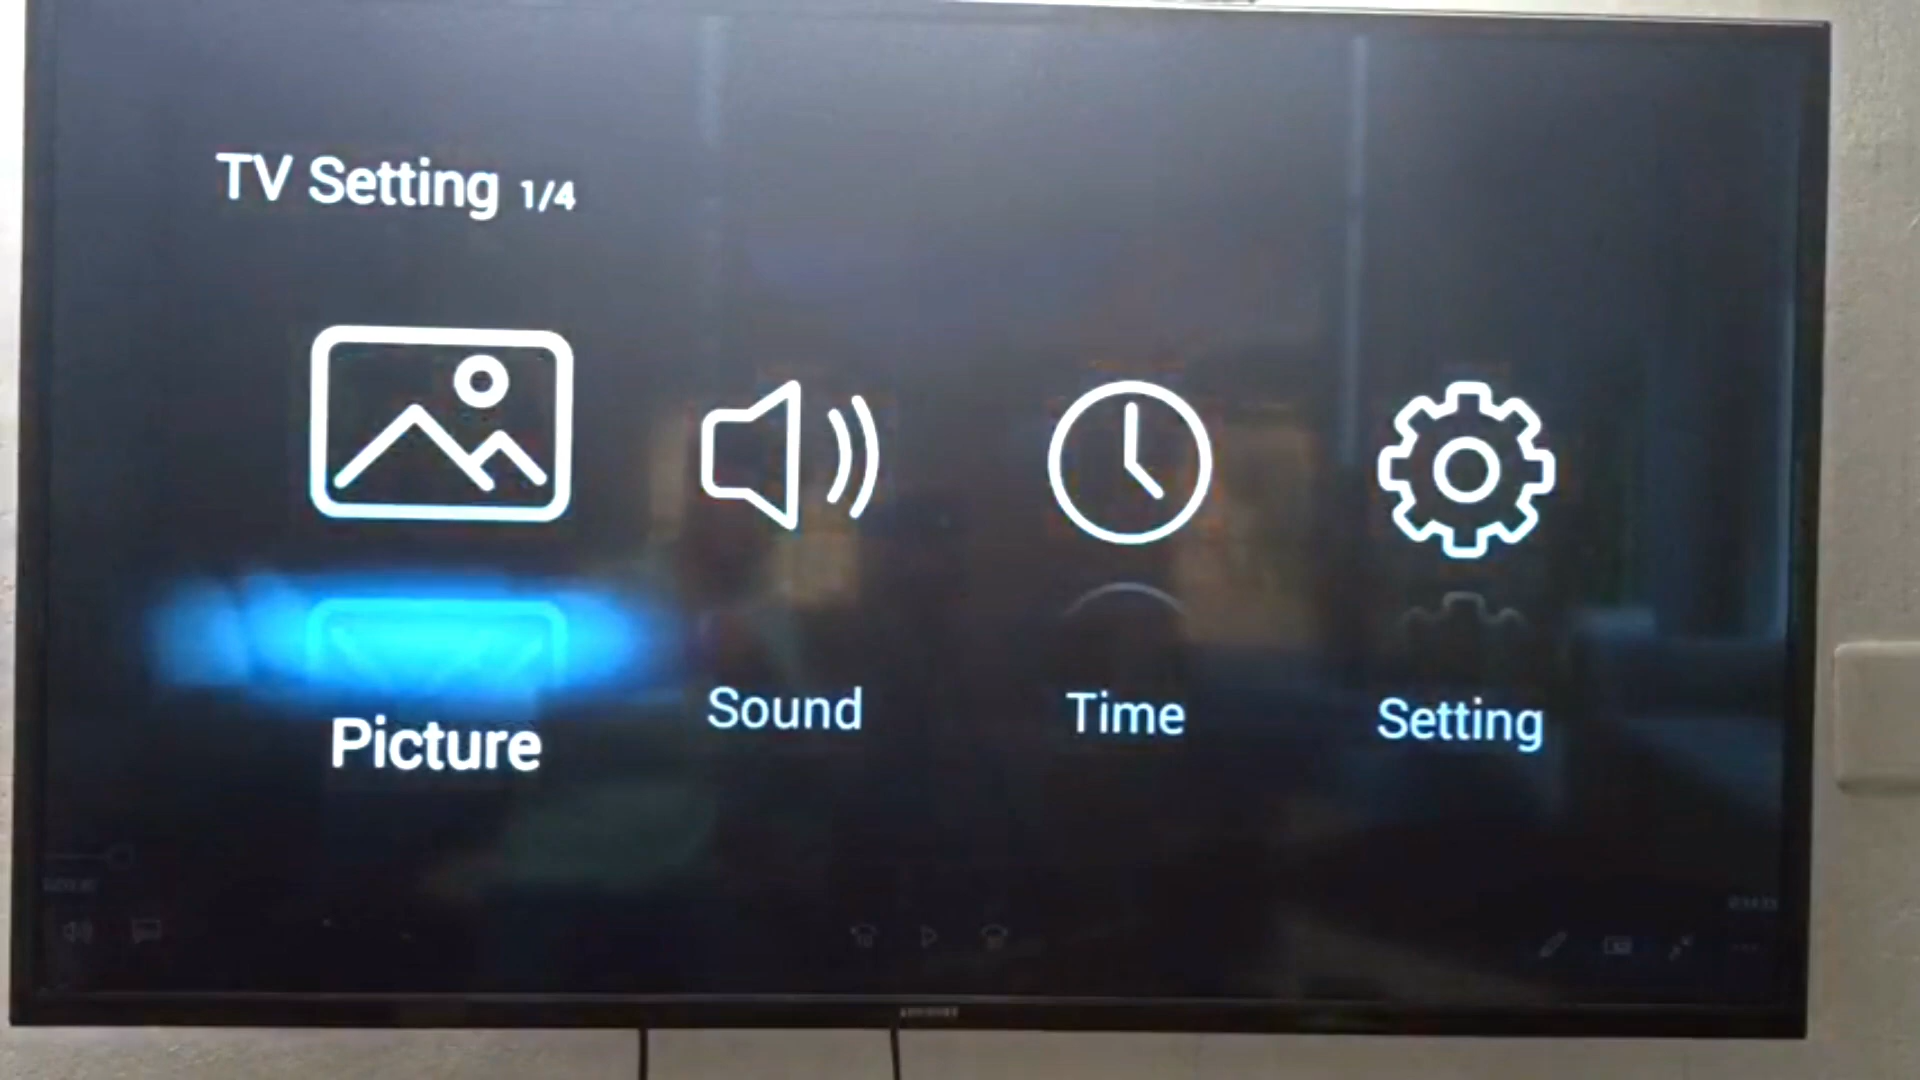 TV Setting 1/4
Picture
Sound
Time
Setting